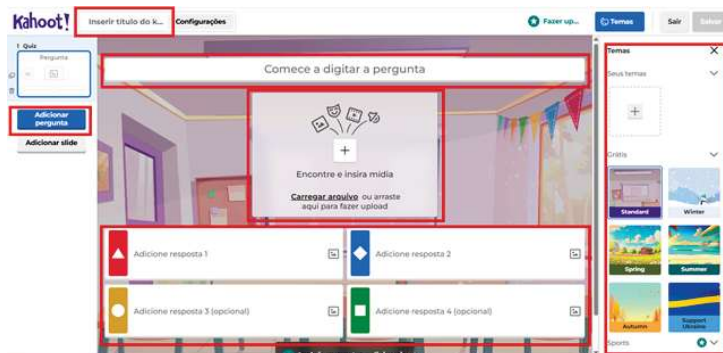 Kahoot!
Inserir título do k...
Configurações
Fazer up...
Temas
Sair
Salvar
1 Quiz
Pergunta
Adicionar pergunta
Adicionar slide
Comece a digitar a pergunta
Encontre e insira mídia
Carregar arquivo ou arraste
aqui para fazer upload
Adicione resposta 1
Adicione resposta 2
Adicione resposta 3 (opcional)
Adicione resposta 4 (opcional)
Temas
Seus temas
Grátis
Standard
Winter
Spring
Summer
Autumn
Support
Ukraine
Sports